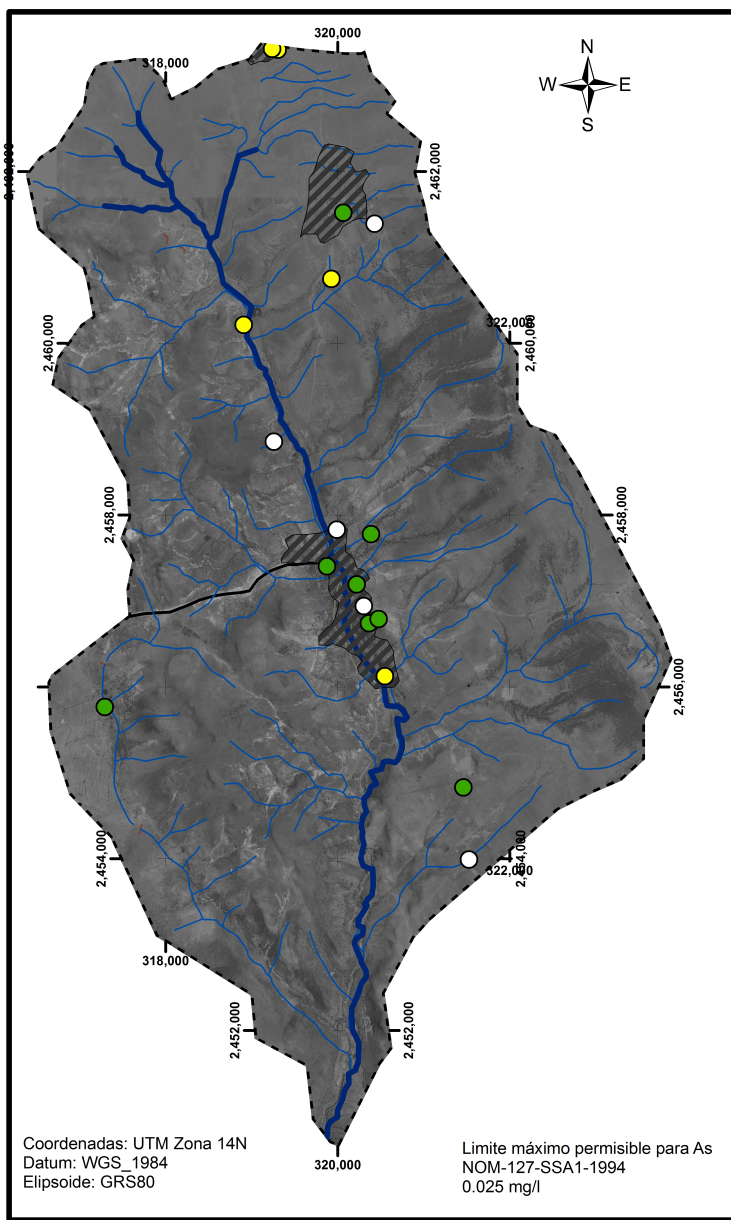 320,000
318,000
N
W E
S
2,462,000
2,462,000
322,000
2,460,000
2,460,000
2,458,000
2,458,000
2,456,000
2,454,000
2,454,000
322,000
318,000
2,452,000
2,452,000
320,000
Coordenadas: UTM Zona 14N
Datum: WGS_1984
Elipsoide: GRS80
Limite máximo permisible para As
NOM-127-SSA1-1994
0.025 mg/l